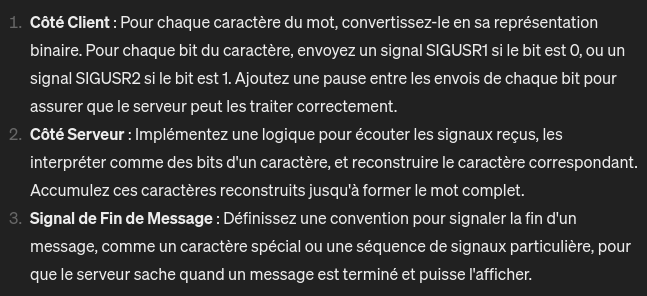 1. Côté Client : Pour chaque caractère du mot, convertissez-le en sa représentation
binaire. Pour chaque bit du caractère, envoyez un signal SIGUSR1 si le bit est 0, ou un
signal SIGUSR2 si le bit est 1. Ajoutez une pause entre les envois de chaque bit pour
assurer que le serveur peut les traiter correctement.
2. Côté Serveur : Implémentez une logique pour écouter les signaux reçus, les
interpréter comme des bits d'un caractère, et reconstruire le caractère correspondant.
Accumulez ces caractères reconstruits jusqu'à former le mot complet.
3. Signal de Fin de Message : Définissez une convention pour signaler la fin d'un
message, comme un caractère spécial ou une séquence de signaux particulière, pour
que le serveur sache quand un message est terminé et puisse l'afficher.